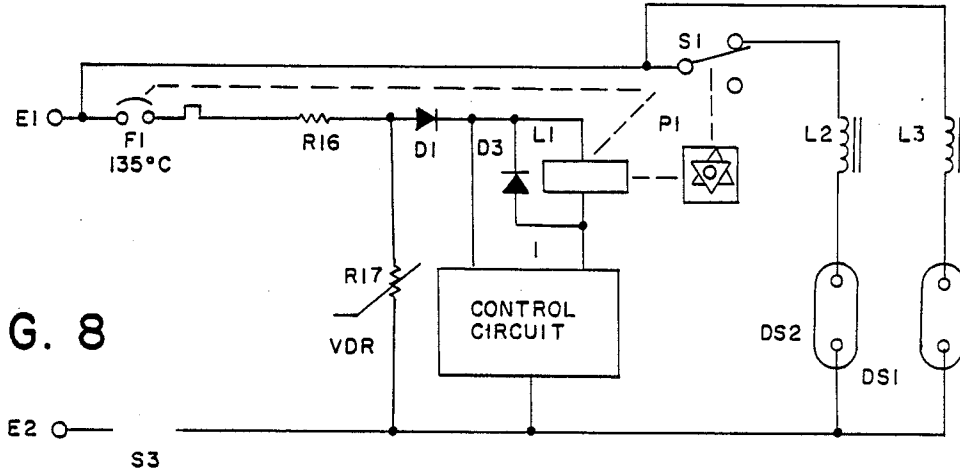 S1
E1
F1
135°C
R16
D1
D3
L1
P1
L2
L3
R17
VDR
1
CONTROL
CIRCUIT
DS2
DS1
G. 8
E2
S3